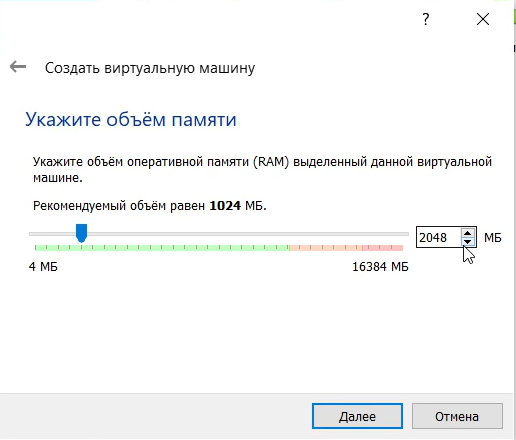 ?
Создать виртуальную машину
Укажите объём памяти
Укажите объём оперативной памяти (RAM) выделенный данной виртуальной
машине.
Рекомендуемый объём равен 1024 МБ.
2048 МБ
4 МБ 16384 МБ
Далее Отмена